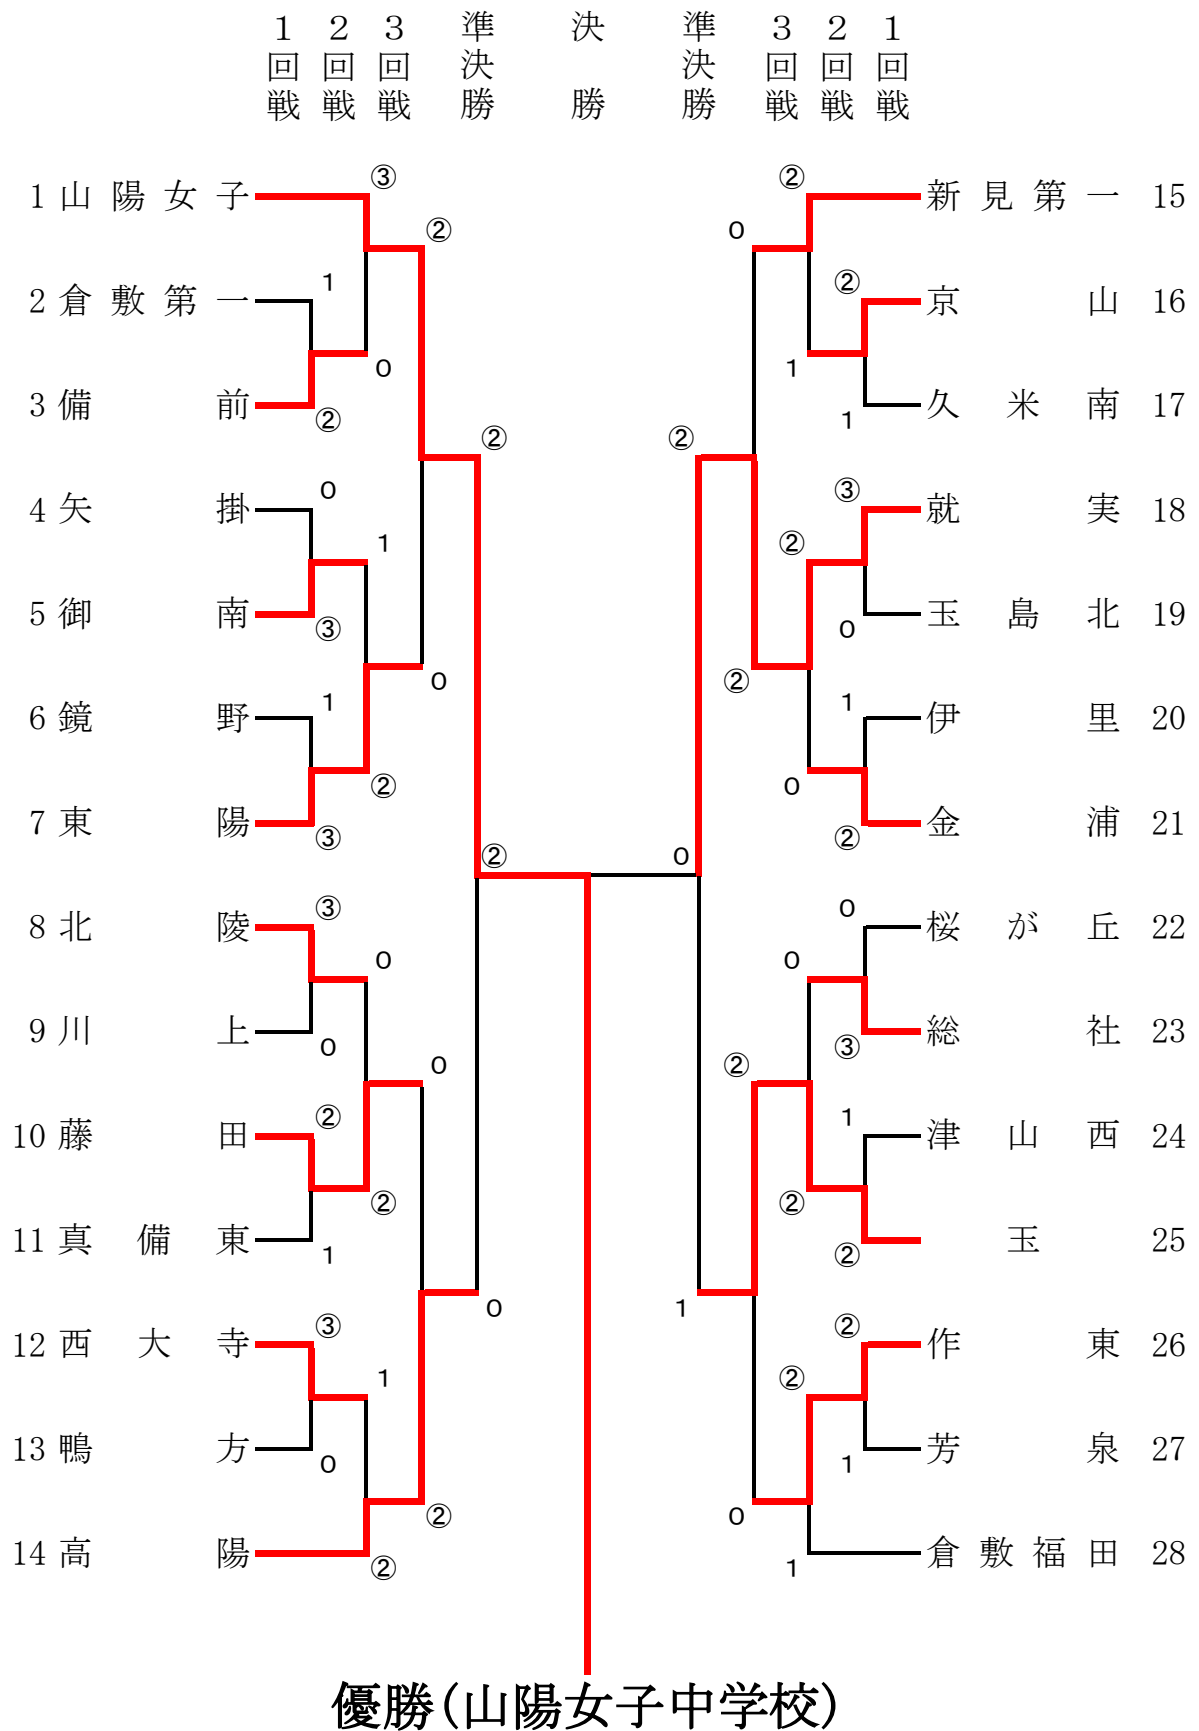 1回戦 2回戦 3回戦 準決勝 決勝 準決勝 3回戦 2回戦 1回戦
③ ②
1 山陽女子 新見第一 15
② 0
1 ②
2 倉敷第一 京山 16
0 1
3 備前 久米南 17
② 1
② ②
0 ③
4 矢掛 就実 18
1 ②
5 御南 玉島北 19
③ 0
0 ②
1 1
6 鏡野 伊里 20
② 0
7 東陽 金浦 21
③ ②
② 0
③ 0
8 北陵 桜が丘 22
0 0
9 川上 総社 23
0 ③
0 ②
② 1
10 藤田 津山西 24
② ②
11 真備東 玉 25
1 ②
0 1
③ ②
12 西大寺 作東 26
1 ②
13 鴨方 芳泉 27
0 1
② 0
14 高陽 倉敷福田 28
② 1
優勝(山陽女子中学校)